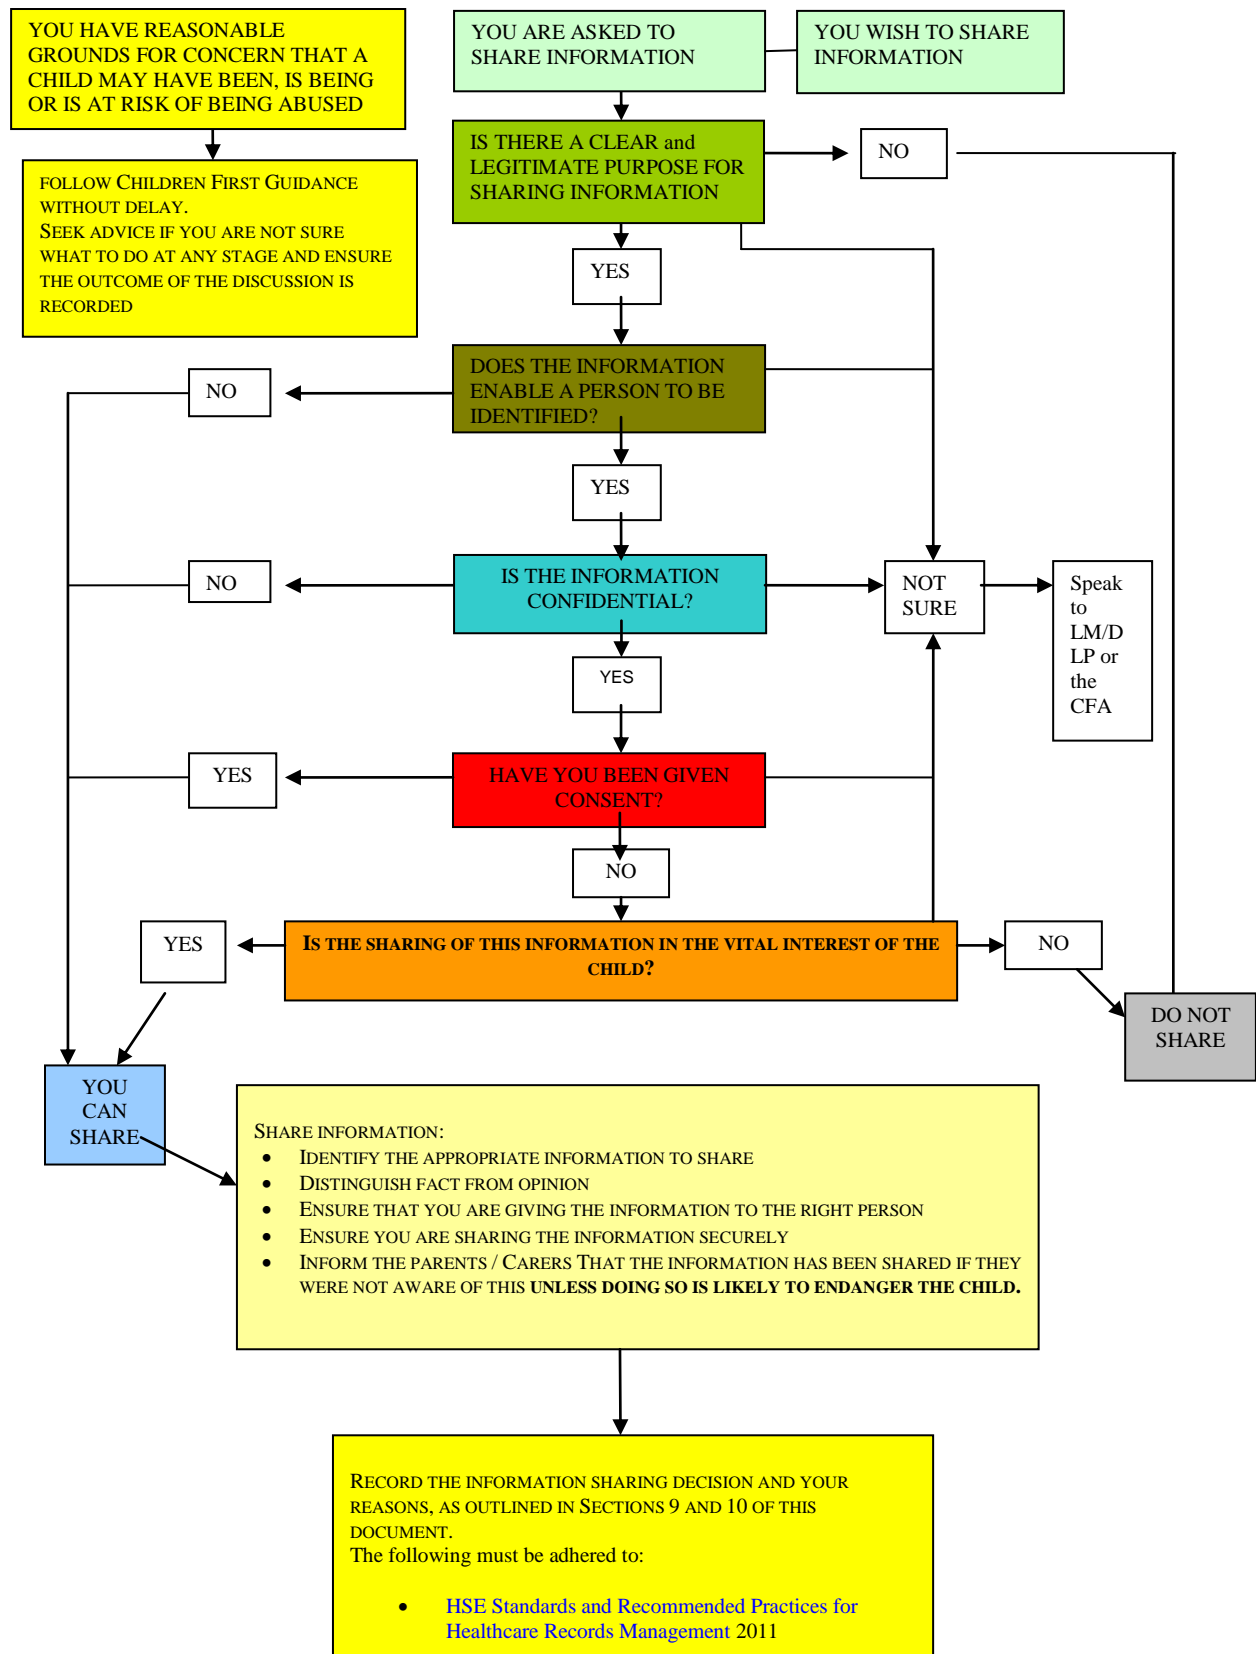 YOU HAVE REASONABLE
GROUNDS FOR CONCERN THAT A
CHILD MAY HAVE BEEN, IS BEING
OR IS AT RISK OF BEING ABUSED
FOLLOW CHILDREN FIRST GUIDANCE
WITHOUT DELAY.
SEEK ADVICE IF YOU ARE NOT SURE
WHAT TO DO AT ANY STAGE AND ENSURE
THE OUTCOME OF THE DISCUSSION IS
RECORDED
YOU ARE ASKED TO
SHARE INFORMATION
YOU WISH TO SHARE
INFORMATION
IS THERE A CLEAR and
LEGITIMATE PURPOSE FOR
SHARING INFORMATION
NO
YES
DOES THE INFORMATION
ENABLE A PERSON TO BE
IDENTIFIED?
NO
YES
IS THE INFORMATION
CONFIDENTIAL?
NO
NOT
SURE
Speak
to
LM/D
LP or
the
CFA
YES
HAVE YOU BEEN GIVEN
CONSENT?
YES
NO
IS THE SHARING OF THIS INFORMATION IN THE VITAL INTEREST OF THE
CHILD?
YES
NO
DO NOT
SHARE
YOU
CAN
SHARE
SHARE INFORMATION:
• IDENTIFY THE APPROPRIATE INFORMATION TO SHARE
• DISTINGUISH FACT FROM OPINION
• ENSURE THAT YOU ARE GIVING THE INFORMATION TO THE RIGHT PERSON
• ENSURE YOU ARE SHARING THE INFORMATION SECURELY
• INFORM THE PARENTS / CARERS THAT THE INFORMATION HAS BEEN SHARED IF THEY
WERE NOT AWARE OF THIS UNLESS DOING SO IS LIKELY TO ENDANGER THE CHILD.
RECORD THE INFORMATION SHARING DECISION AND YOUR
REASONS, AS OUTLINED IN SECTIONS 9 AND 10 OF THIS
DOCUMENT.
The following must be adhered to:
• HSE Standards and Recommended Practices for
Healthcare Records Management 2011